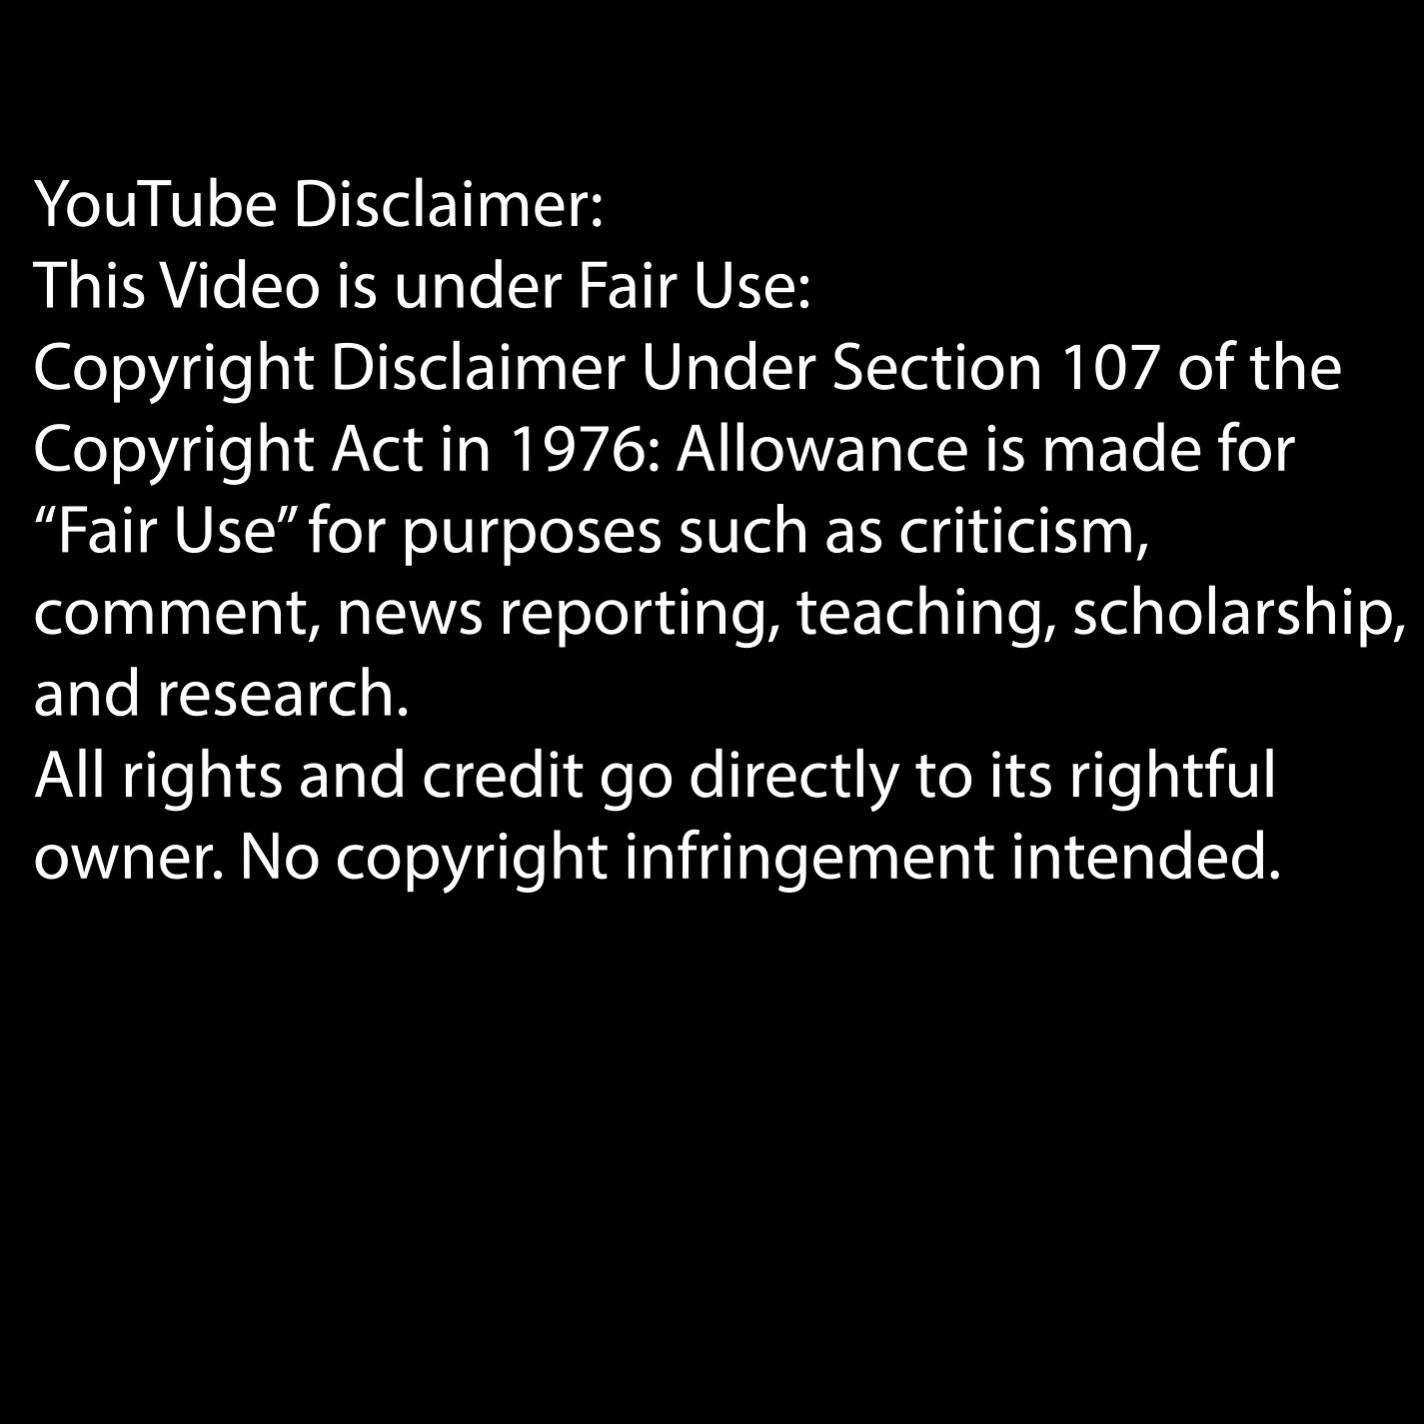 YouTube Disclaimer:
This Video is under Fair Use:
Copyright Disclaimer Under Section 107 of the
Copyright Act in 1976: Allowance is made for
“Fair Use” for purposes such as criticism,
comment, news reporting, teaching, scholarship,
and research.
All rights and credit go directly to its rightful
owner. No copyright infringement intended.